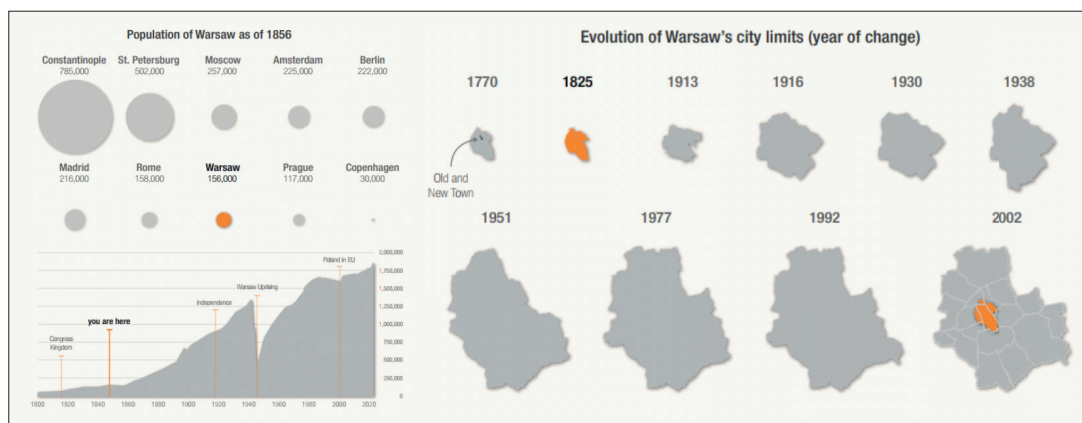 Population of Warsaw as of 1856
Constantinople
785,000
St. Petersburg
502,000
Moscow
257,000
Amsterdam
225,000
Berlin
222,000
Madrid
216,000
Rome
158,000
Warsaw
156,000
Prague
117,000
Copenhagen
30,000
2,000,000
1,750,000
1,500,000
1,250,000
1,000,000
750,000
500,000
250,000
0
Poland in EU
Warsaw Uprising
Independence
you are here
Congress
Kingdom
1800 1820 1840 1860 1880 1900 1920 1940 1960 1980 2000 2020
Evolution of Warsaw's city limits (year of change)
1770 1825 1913 1916 1930 1938
Old and
New Town
1951 1977 1992 2002